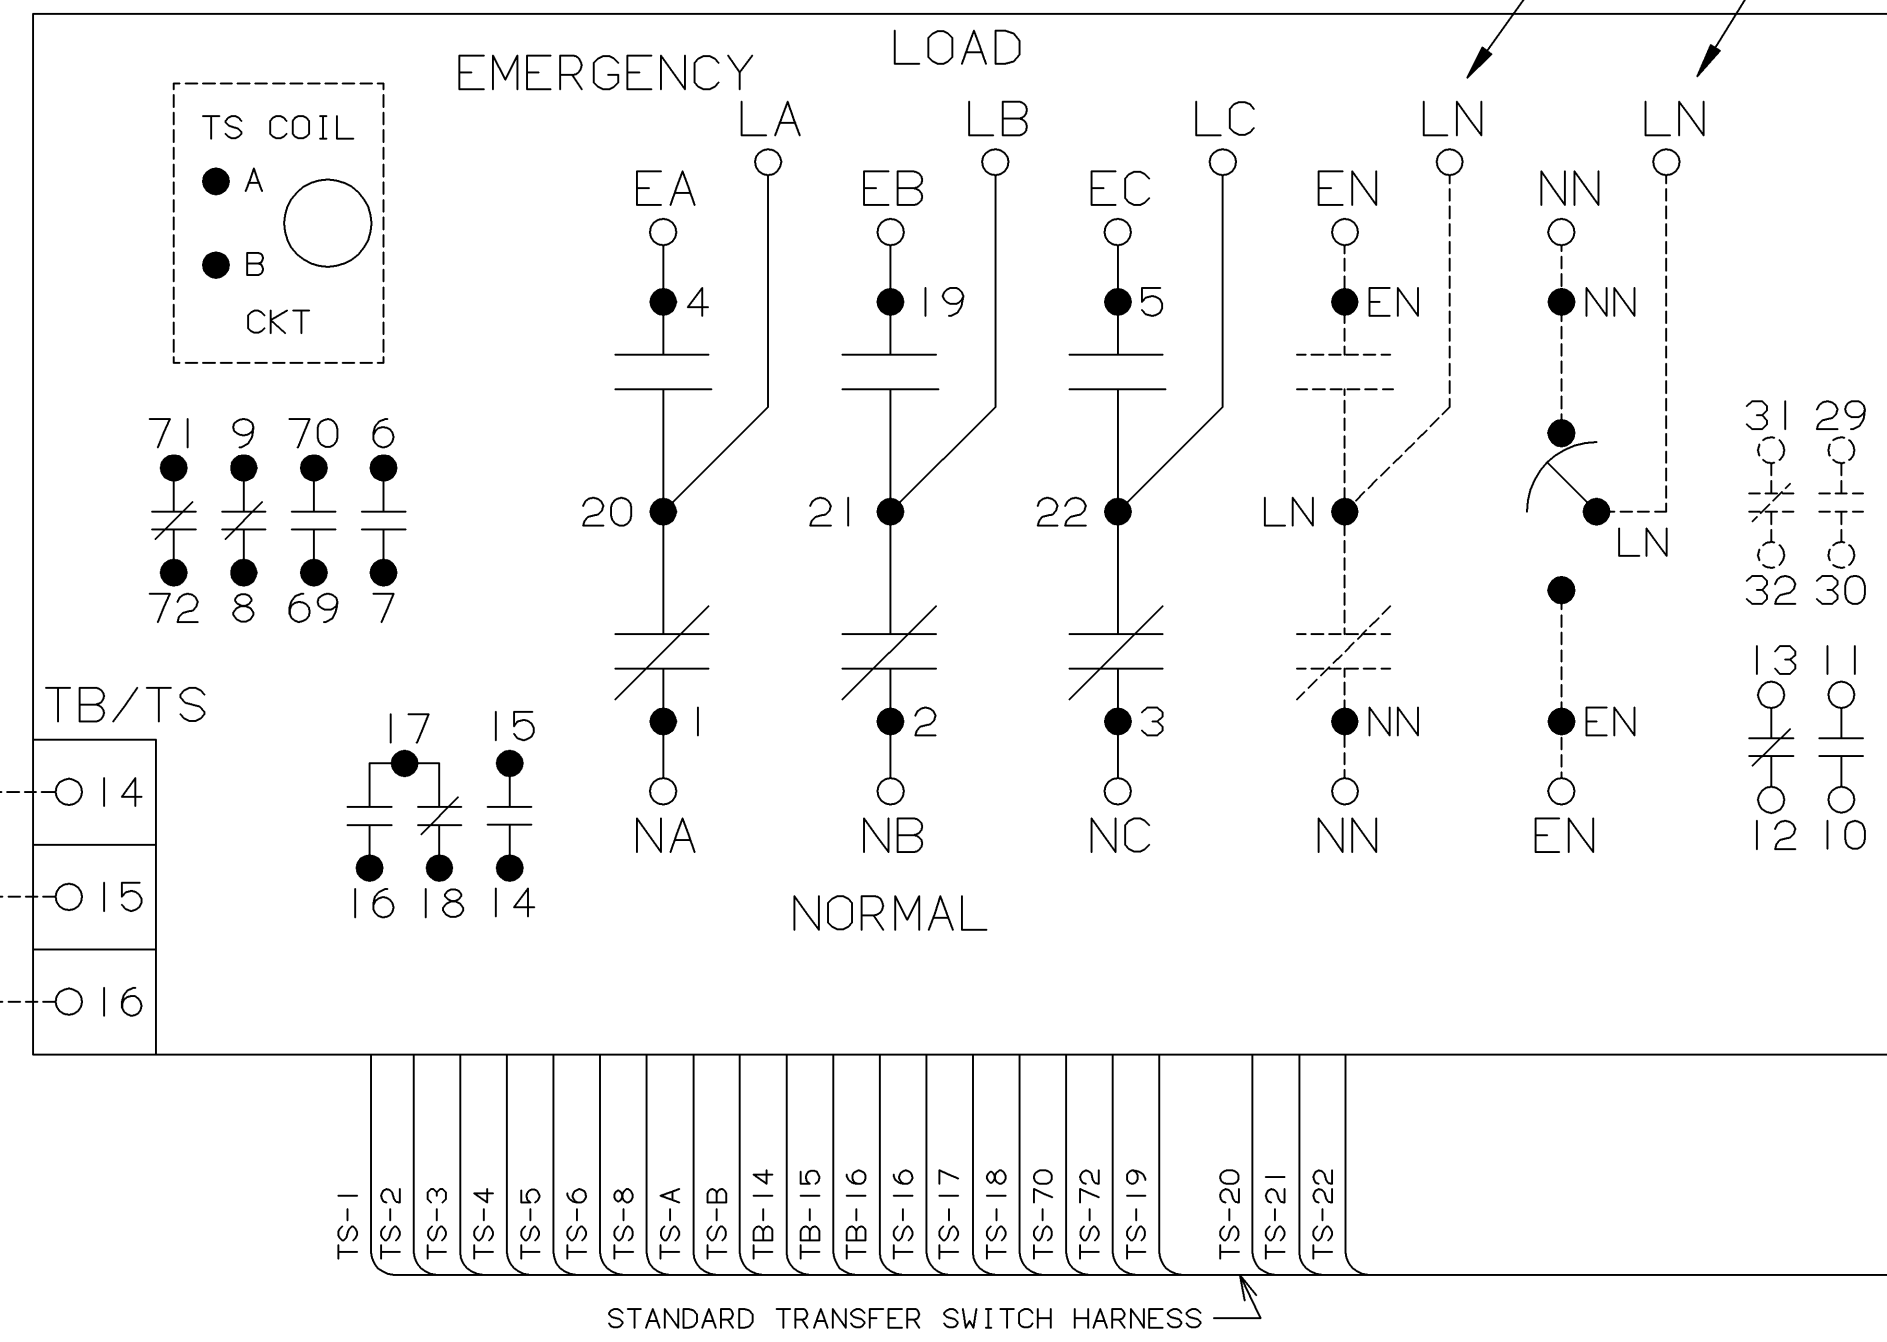 LOAD
EMERGENCY
LA LB LC LN LN
TS COIL
A
B
CKT
EA EB EC EN NN
4 19 5 EN NN
71 9 70 6
31 29
20 21 22 LN LN
72 8 69 7
32 30
13 11
TB/TS
17 15
1 2 3 NN EN
14
NA NB NC NN EN
12 10
15
16 18 14
NORMAL
16
TS-1
TS-2
TS-3
TS-4
TS-5
TS-6
TS-8
TS-A
TS-B
TB-14
TB-15
TB-16
TS-16
TS-17
TS-18
TS-70
TS-72
TS-19
TS-20
TS-21
TS-22
STANDARD TRANSFER SWITCH HARNESS